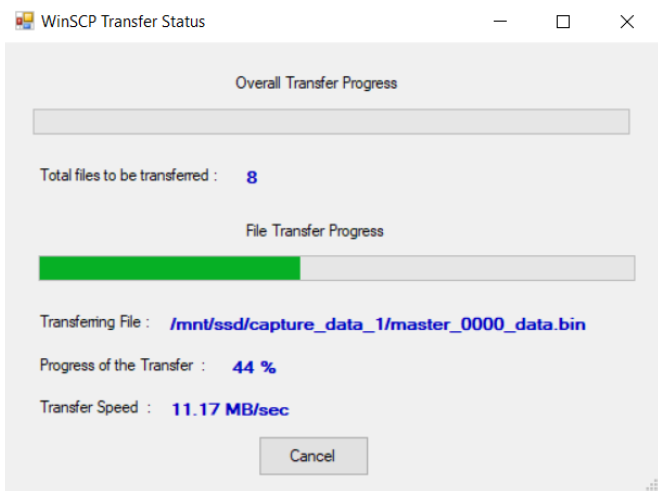 WinSCP Transfer Status
Overall Transfer Progress
Total files to be transferred : 8
File Transfer Progress
Transferring File : /mnt/ssd/capture_data_1/master_0000_data.bin
Progress of the Transfer : 44 %
Transfer Speed : 11.17 MB/sec
Cancel